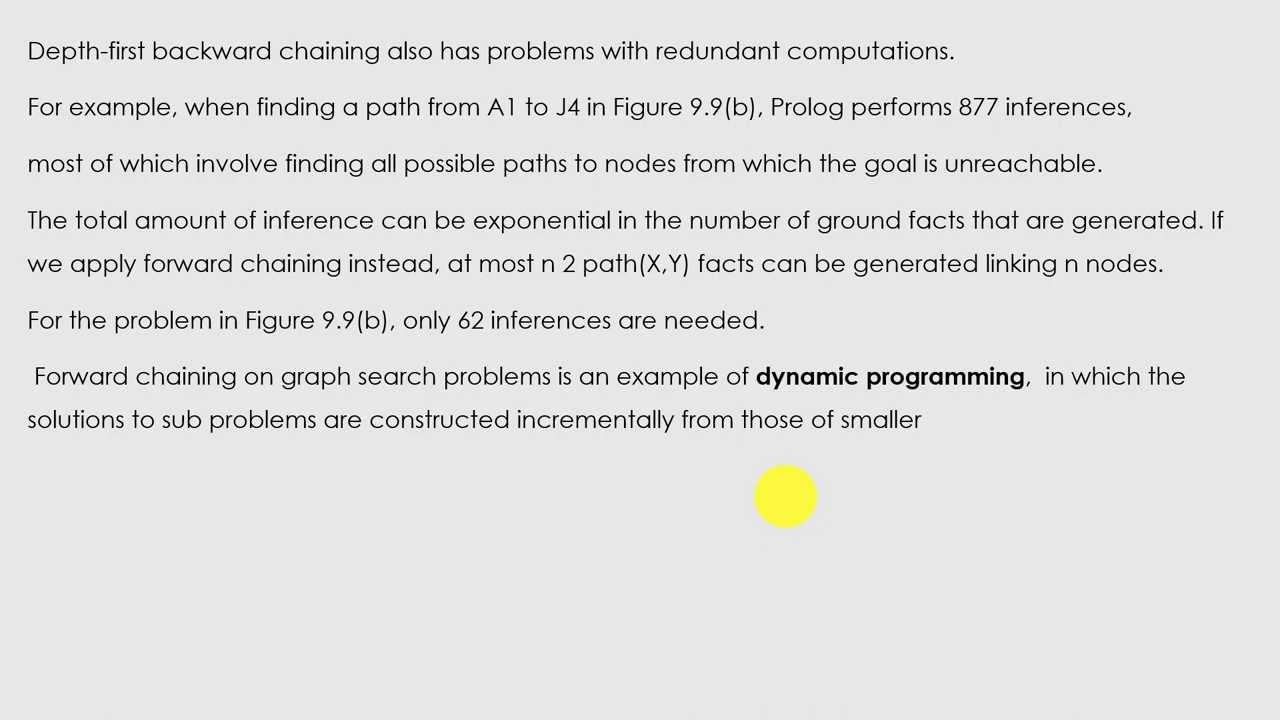 Depth-first backward chaining also has problems with redundant computations.
For example, when finding a path from A1 to J4 in Figure 9.9(b), Prolog performs 877 inferences,
most of which involve finding all possible paths to nodes from which the goal is unreachable.
The total amount of inference can be exponential in the number of ground facts that are generated. If
we apply forward chaining instead, at most n 2 path(X,Y) facts can be generated linking n nodes.
For the problem in Figure 9.9(b), only 62 inferences are needed.
Forward chaining on graph search problems is an example of dynamic programming,  in which the
solutions to sub problems are constructed incrementally from those of smaller